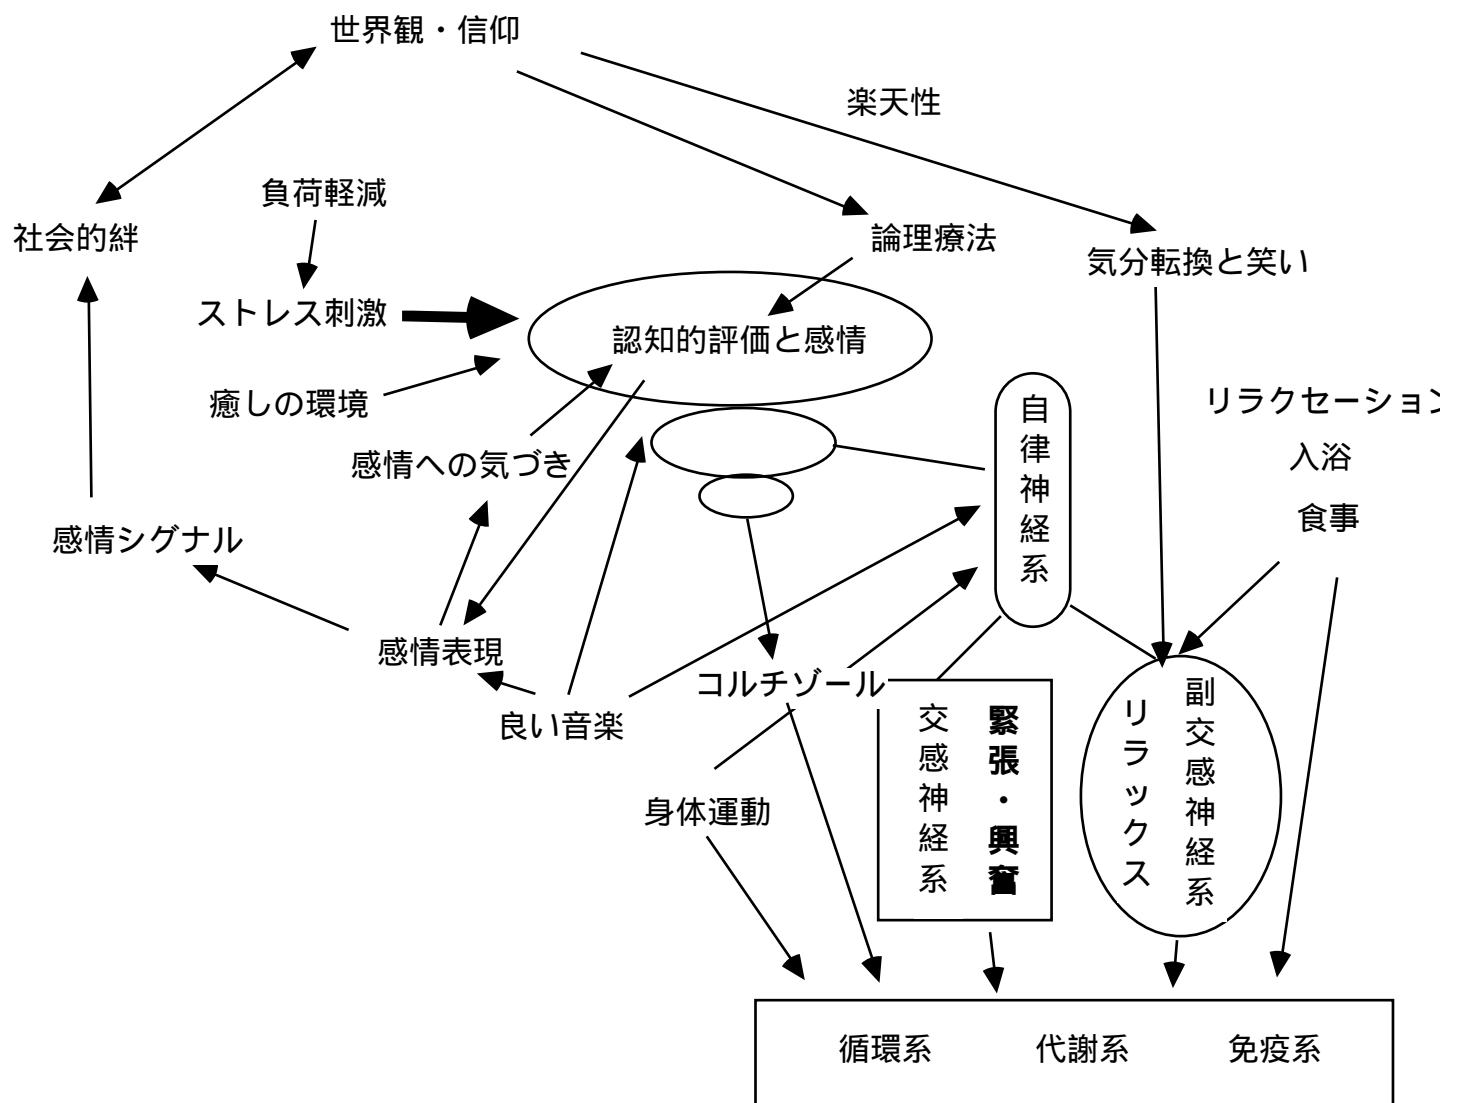 世界観・信仰
楽天性
負荷軽減
社会的絆
論理療法
気分転換と笑い
ストレス刺激
認知的評価と感情
癒しの環境
自律神経系
リラクセーション
入浴
食事
感情への気づき
感情シグナル
感情表現
コルチゾール
良い音楽
身体運動
交感神経系
緊張・興奮
リラックス
副交感神経系
循環系
代謝系
免疫系